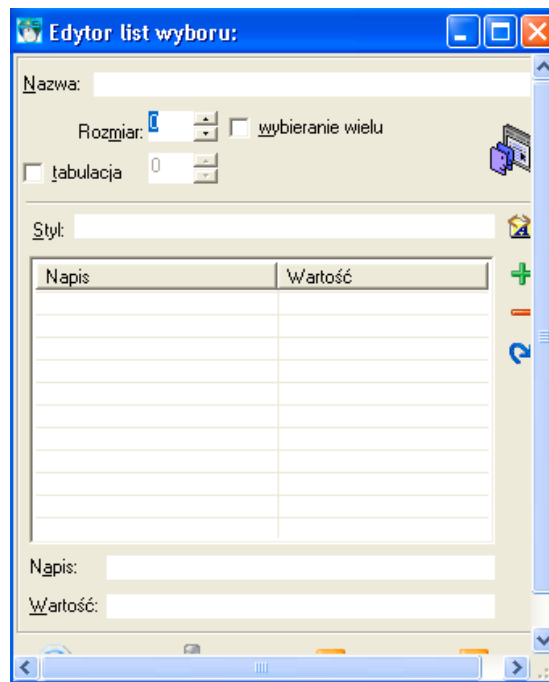 Edytor list wyboru:
Nazwa:
Rozmiar: 0 wybieranie wielu
tabulacja 0
Styl:
Napis Wartość
Napis:
Wartość: